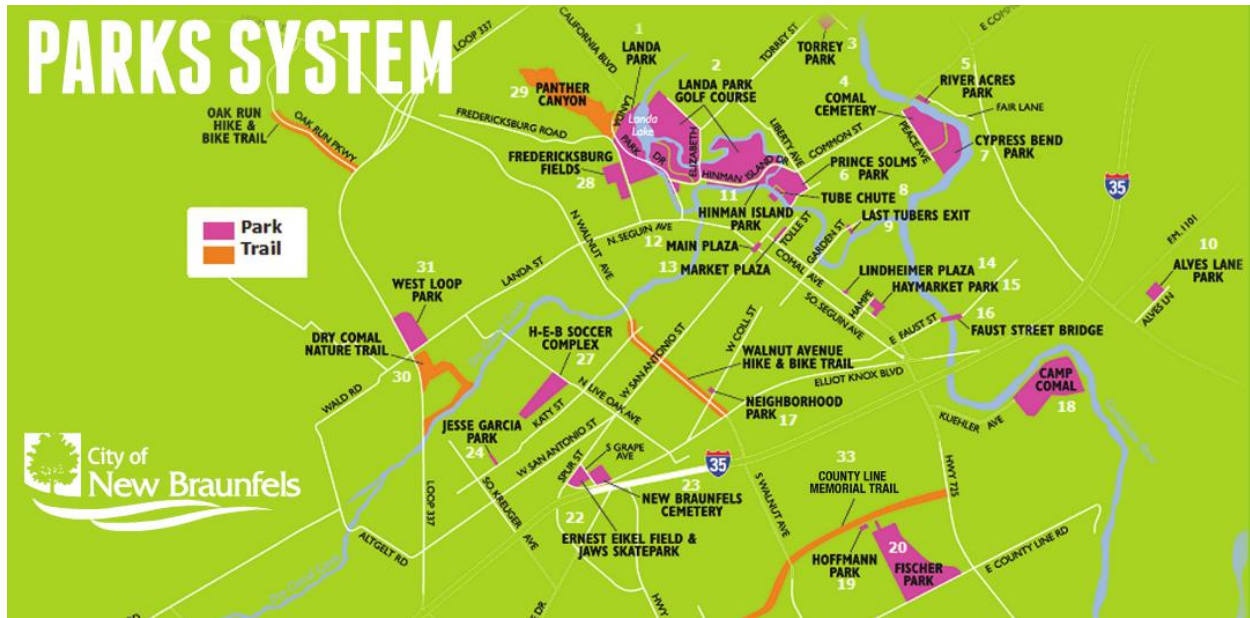 PARKS SYSTEM
CALIFORNIA BLVD
LOOP 337
1
LANDA
PARK
2
LANDA PARK
GOLF COURSE
TORREY ST
TORREY
PARK
3
4
COMAL
CEMETERY
5
RIVER ACRES
PARK
FAIR LANE
29
PANTHER
CANYON
OAK RUN
HIKE &
BIKE TRAIL
OAK RUN PKWY
FREDERICKSBURG ROAD
LANDA
PARK
DR
Landa
Lake
ELIZABETH
HINMAN ISLAND DR
LIBERTY AVE
COMMON ST
PEACE AVE
CYPRESS BEND
PARK
7
FREDERICKSBURG
FIELDS
28
PRINCE SOLMS
PARK
6
TUBE CHUTE
8
11
HINMAN ISLAND
PARK
LAST TUBERS EXIT
9
35
Park
Trail
N WALNUT AVE
N. SEGUIN AVE
12
MAIN PLAZA
13
MARKET PLAZA
TOLLE ST
GARDEN ST
COMAL AVE
LINDHEIMER PLAZA
14
HAYMARKET PARK
15
HAMPE
SO. SEGUIN AVE
FM. 1101
10
ALVES LANE
PARK
ALVES LN
31
WEST LOOP
PARK
LANDA ST
E FAUST ST
16
FAUST STREET BRIDGE
DRY COMAL
NATURE TRAIL
30
H-E-B SOCCER
COMPLEX
27
W SAN ANTONIO ST
W COLL ST
WALNUT AVENUE
HIKE & BIKE TRAIL
ELLIOT KNOX BLVD
NEIGHBORHOOD
PARK
17
CAMP
COMAL
18
KUEHLER AVE
WALD RD
N LIVE OAK AVE
KATY ST
JESSE GARCIA
PARK
24
W SAN ANTONIO ST
SPUR ST
S GRAPE
AVE
35
23
NEW BRAUNFELS
CEMETERY
22
ERNEST EIKEL FIELD &
JAWS SKATEPARK
City of
New Braunfels
LOOP 337
ALTGELT RD
SO. KREUGER AVE
S WALNUT AVE
33
COUNTY LINE
MEMORIAL TRAIL
HWY 725
HOFFMANN
PARK
19
20
FISCHER
PARK
E COUNTY LINE RD
HWY